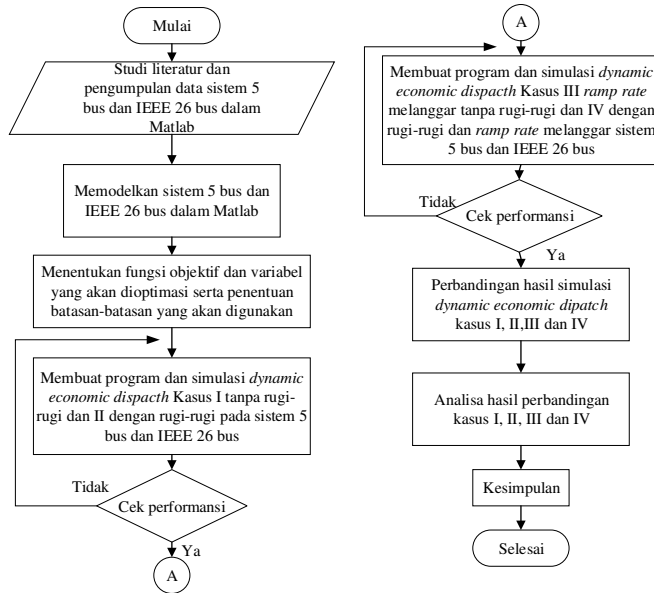 Mulai
Studi literatur dan
pengumpulan data sistem 5
bus dan IEEE 26 bus dalam
Matlab
Memodelkan sistem 5 bus dan
IEEE 26 bus dalam Matlab
Menentukan fungsi objektif dan variabel
yang akan dioptimasi serta penentuan
batasan-batasan yang akan digunakan
Membuat program dan simulasi dynamic
economic dispacth Kasus I tanpa rugi-
rugi dan II dengan rugi-rugi pada sistem 5
bus dan IEEE 26 bus
Tidak
Cek performansi
Ya
A
A
Membuat program dan simulasi dynamic
economic dispacth Kasus III ramp rate
melanggar tanpa rugi-rugi dan IV dengan
rugi-rugi dan ramp rate melanggar sistem
5 bus dan IEEE 26 bus
Tidak
Cek performansi
Ya
Perbandingan hasil simulasi
dynamic economic dipatch
kasus I, II,III dan IV
Analisa hasil perbandingan
kasus I, II, III dan IV
Kesimpulan
Selesai